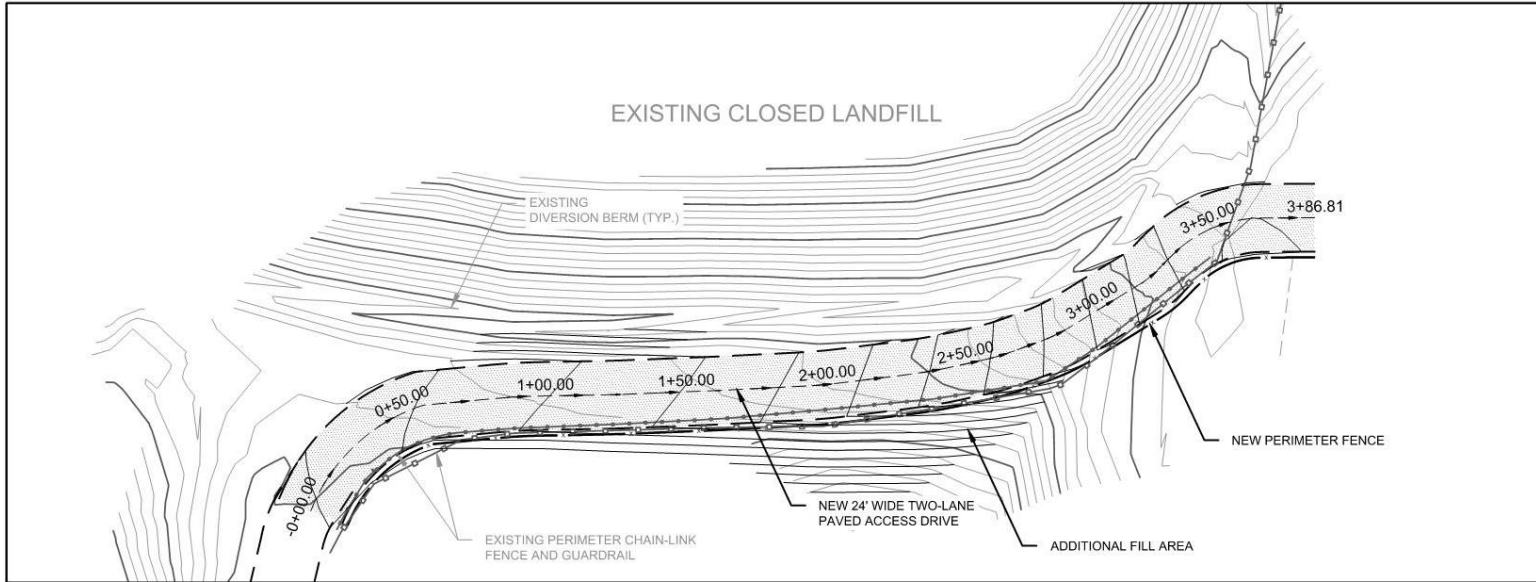 EXISTING CLOSED LANDFILL
EXISTING
DIVERSION BERM (TYP.)
-0+00.00
0+50.00
1+00.00
1+50.00
2+00.00
2+50.00
3+00.00
3+50.00
3+86.81
NEW PERIMETER FENCE
NEW 24' WIDE TWO-LANE
PAVED ACCESS DRIVE
EXISTING PERIMETER CHAIN-LINK
FENCE AND GUARDRAIL
ADDITIONAL FILL AREA